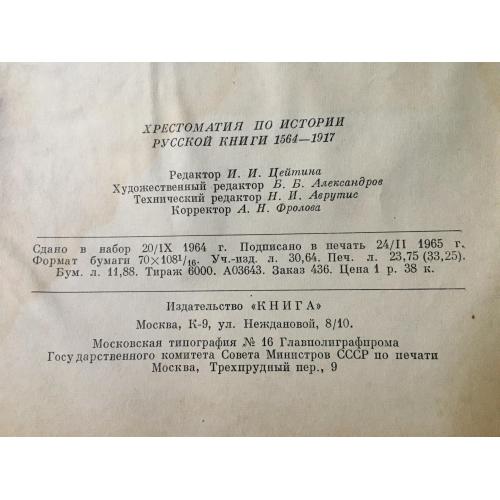 ХРЕСТОМАТИЯ ПО ИСТОРИИ
РУССКОЙ КНИГИ 1564—1917
Редактор И. И. Цейтина
Художественный редактор Б. Б. Александров
Технический редактор Н. И. Аврутис
Корректор А. Н. Фролова
Сдано в набор 20/IX 1964 г. Подписано в печать 24/II 1965 г.
Формат бумаги 70×108¹/₁₆. Уч.-изд. л. 30,64. Печ. л. 23,75 (33,25).
Бум. л. 11,88. Тираж 6000. А03643. Заказ 436. Цена 1 р. 38 к.
Издательство «КНИГА»
Москва, К-9, ул. Неждановой, 8/10.
Московская типография № 16 Главполиграфпрома
Государственного комитета Совета Министров СССР по печати
Москва, Трехпрудный пер., 9